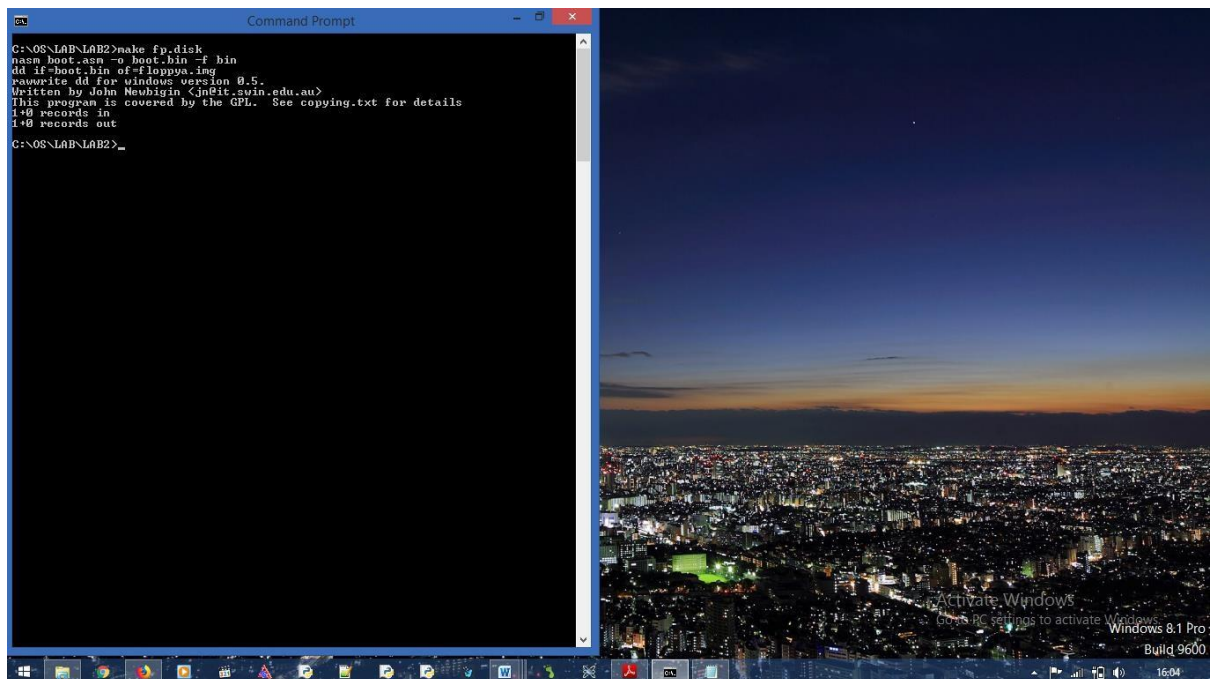 Command Prompt
C:\OS\LAB\LAB2>make fp.disk
nasm boot.asm -o boot.bin -f bin
dd if=boot.bin of=floppya.img
rawwrite dd for windows version 0.5.
Written by John Newbigin <jn@it.swin.edu.au>
This program is covered by the GPL.  See copying.txt for details
1+0 records in
1+0 records out
C:\OS\LAB\LAB2>_
Activate Windows
Go to PC settings to activate Windows.
Windows 8.1 Pro
Build 9600
16:04